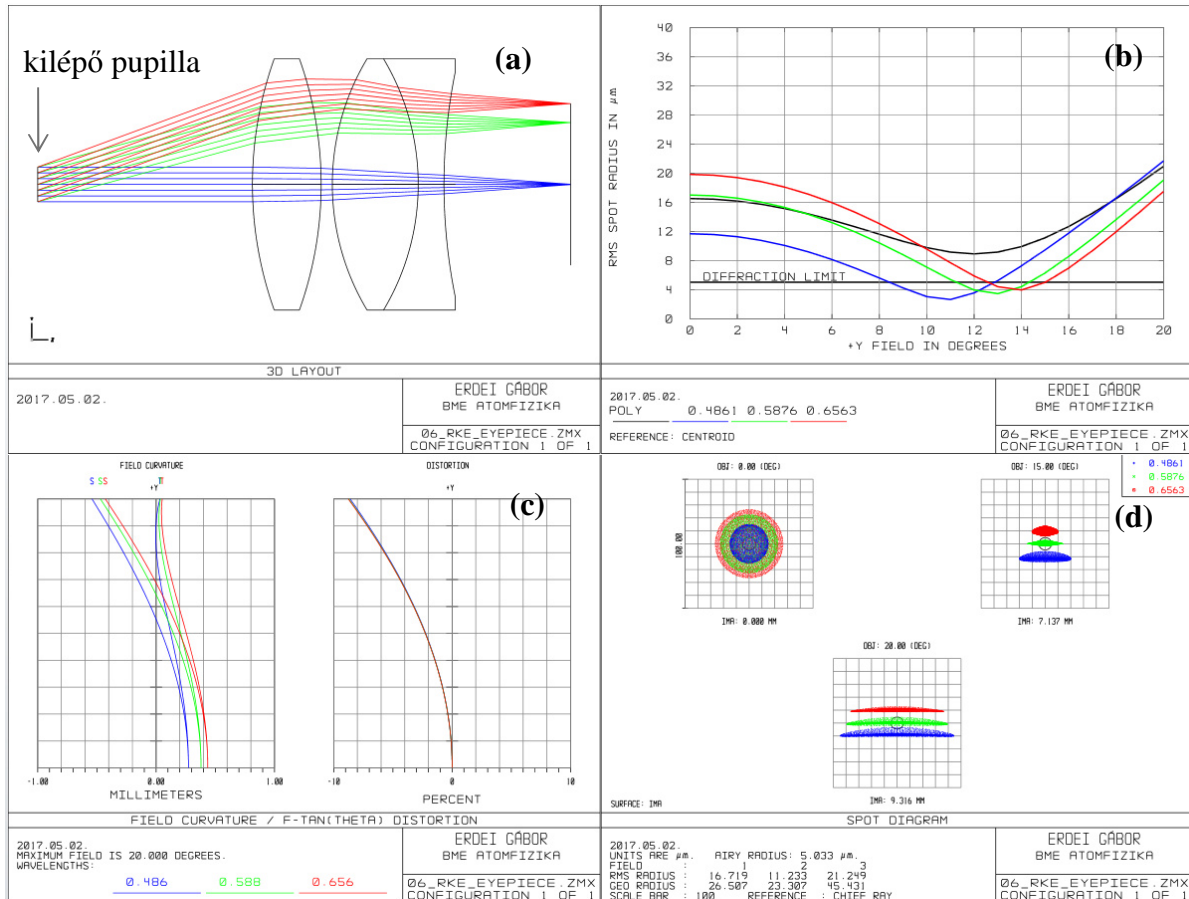 kilépő pupilla
(a)
Y
Z
3D LAYOUT
2017.05.02.
ERDEI GÁBOR
BME ATOMFIZIKA
06_RKE_EYEPIECE.ZMX
CONFIGURATION 1 OF 1
(b)
40
36
32
28
24
20
16
12
8
4
0
RMS SPOT RADIUS IN µm
DIFFRACTION LIMIT
0 2 4 6 8 10 12 14 16 18 20
+Y FIELD IN DEGREES
2017.05.02.
POLY 0.4861 0.5876 0.6563
REFERENCE: CENTROID
ERDEI GÁBOR
BME ATOMFIZIKA
06_RKE_EYEPIECE.ZMX
CONFIGURATION 1 OF 1
FIELD CURVATURE
DISTORTION
S SS TT
+Y
+Y
(c)
-1.00 0.00 1.00
MILLIMETERS
-10 0 10
PERCENT
FIELD CURVATURE / F-TAN(THETA) DISTORTION
2017.05.02.
MAXIMUM FIELD IS 20.000 DEGREES.
WAVELENGTHS:
0.486 0.588 0.656
ERDEI GÁBOR
BME ATOMFIZIKA
06_RKE_EYEPIECE.ZMX
CONFIGURATION 1 OF 1
OBJ: 0.00 (DEG)
OBJ: 15.00 (DEG)
0.4861
0.5876
0.6563
(d)
100.00
IMA: 0.000 MM
IMA: 7.137 MM
OBJ: 20.00 (DEG)
IMA: 9.316 MM
SURFACE: IMA
SPOT DIAGRAM
2017.05.02.
UNITS ARE µm. AIRY RADIUS: 5.033 µm.
FIELD : 1 2 3
RMS RADIUS : 16.719 11.233 21.249
GEO RADIUS : 26.507 23.307 45.431
SCALE BAR : 100 REFERENCE : CHIEF RAY
ERDEI GÁBOR
BME ATOMFIZIKA
06_RKE_EYEPIECE.ZMX
CONFIGURATION 1 OF 1